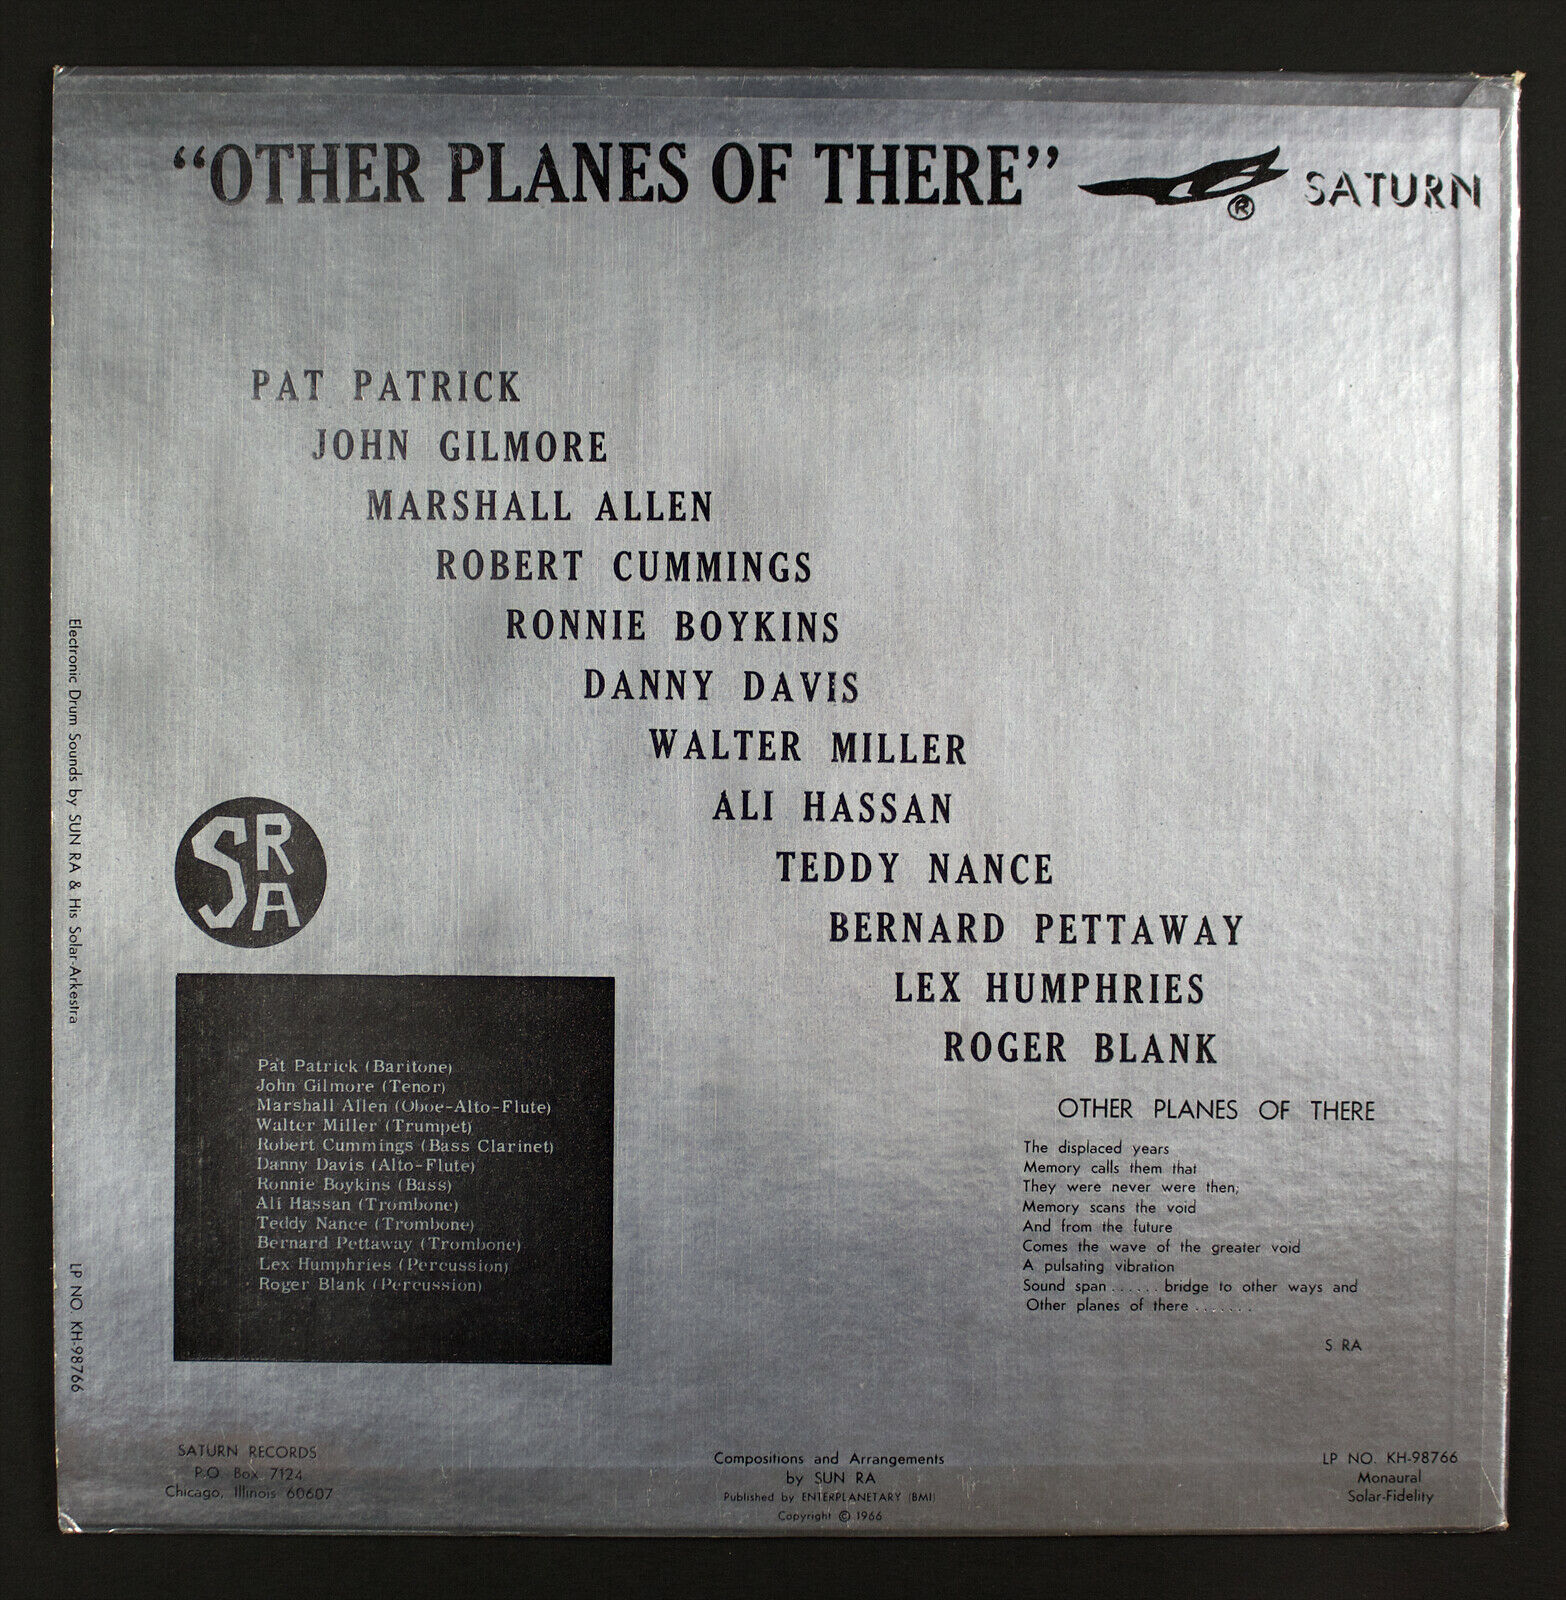 “OTHER PLANES OF THERE”
® SATURN
PAT PATRICK
JOHN GILMORE
MARSHALL ALLEN
ROBERT CUMMINGS
RONNIE BOYKINS
DANNY DAVIS
WALTER MILLER
ALI HASSAN
TEDDY NANCE
BERNARD PETTAWAY
LEX HUMPHRIES
ROGER BLANK
Electronic Drum Sounds by SUN RA & His Solar-Arkestra
LP NO. KH-98766
SRA
Pat Patrick (Baritone)
John Gilmore (Tenor)
Marshall Allen (Oboe-Alto-Flute)
Walter Miller (Trumpet)
Robert Cummings (Bass Clarinet)
Danny Davis (Alto-Flute)
Ronnie Boykins (Bass)
Ali Hassan (Trombone)
Teddy Nance (Trombone)
Bernard Pettaway (Trombone)
Lex Humphries (Percussion)
Roger Blank (Percussion)
OTHER PLANES OF THERE
The displaced years
Memory calls them that
They were never were then;
Memory scans the void
And from the future
Comes the wave of the greater void
A pulsating vibration
Sound span . . . . . . bridge to other ways and
Other planes of there . . . . . . .
S RA
SATURN RECORDS
P.O. Box 7124
Chicago, Illinois 60607
Compositions and Arrangements
by SUN RA
Published by ENTERPLANETARY (BMI)
Copyright © 1966
LP NO. KH-98766
Monaural
Solar-Fidelity